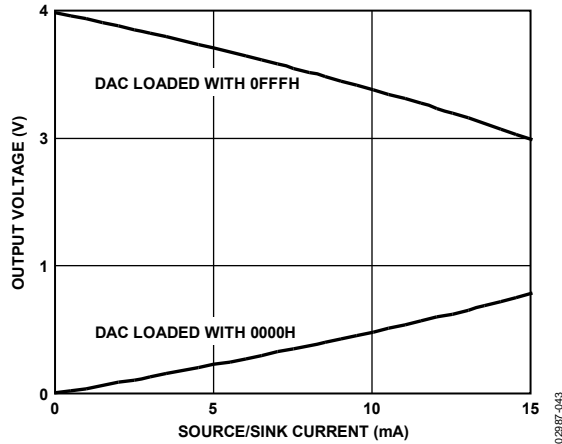 4
DAC LOADED WITH 0FFFH
3
OUTPUT VOLTAGE (V)
1
DAC LOADED WITH 0000H
0
0 5 10 15
SOURCE/SINK CURRENT (mA)
02987-043